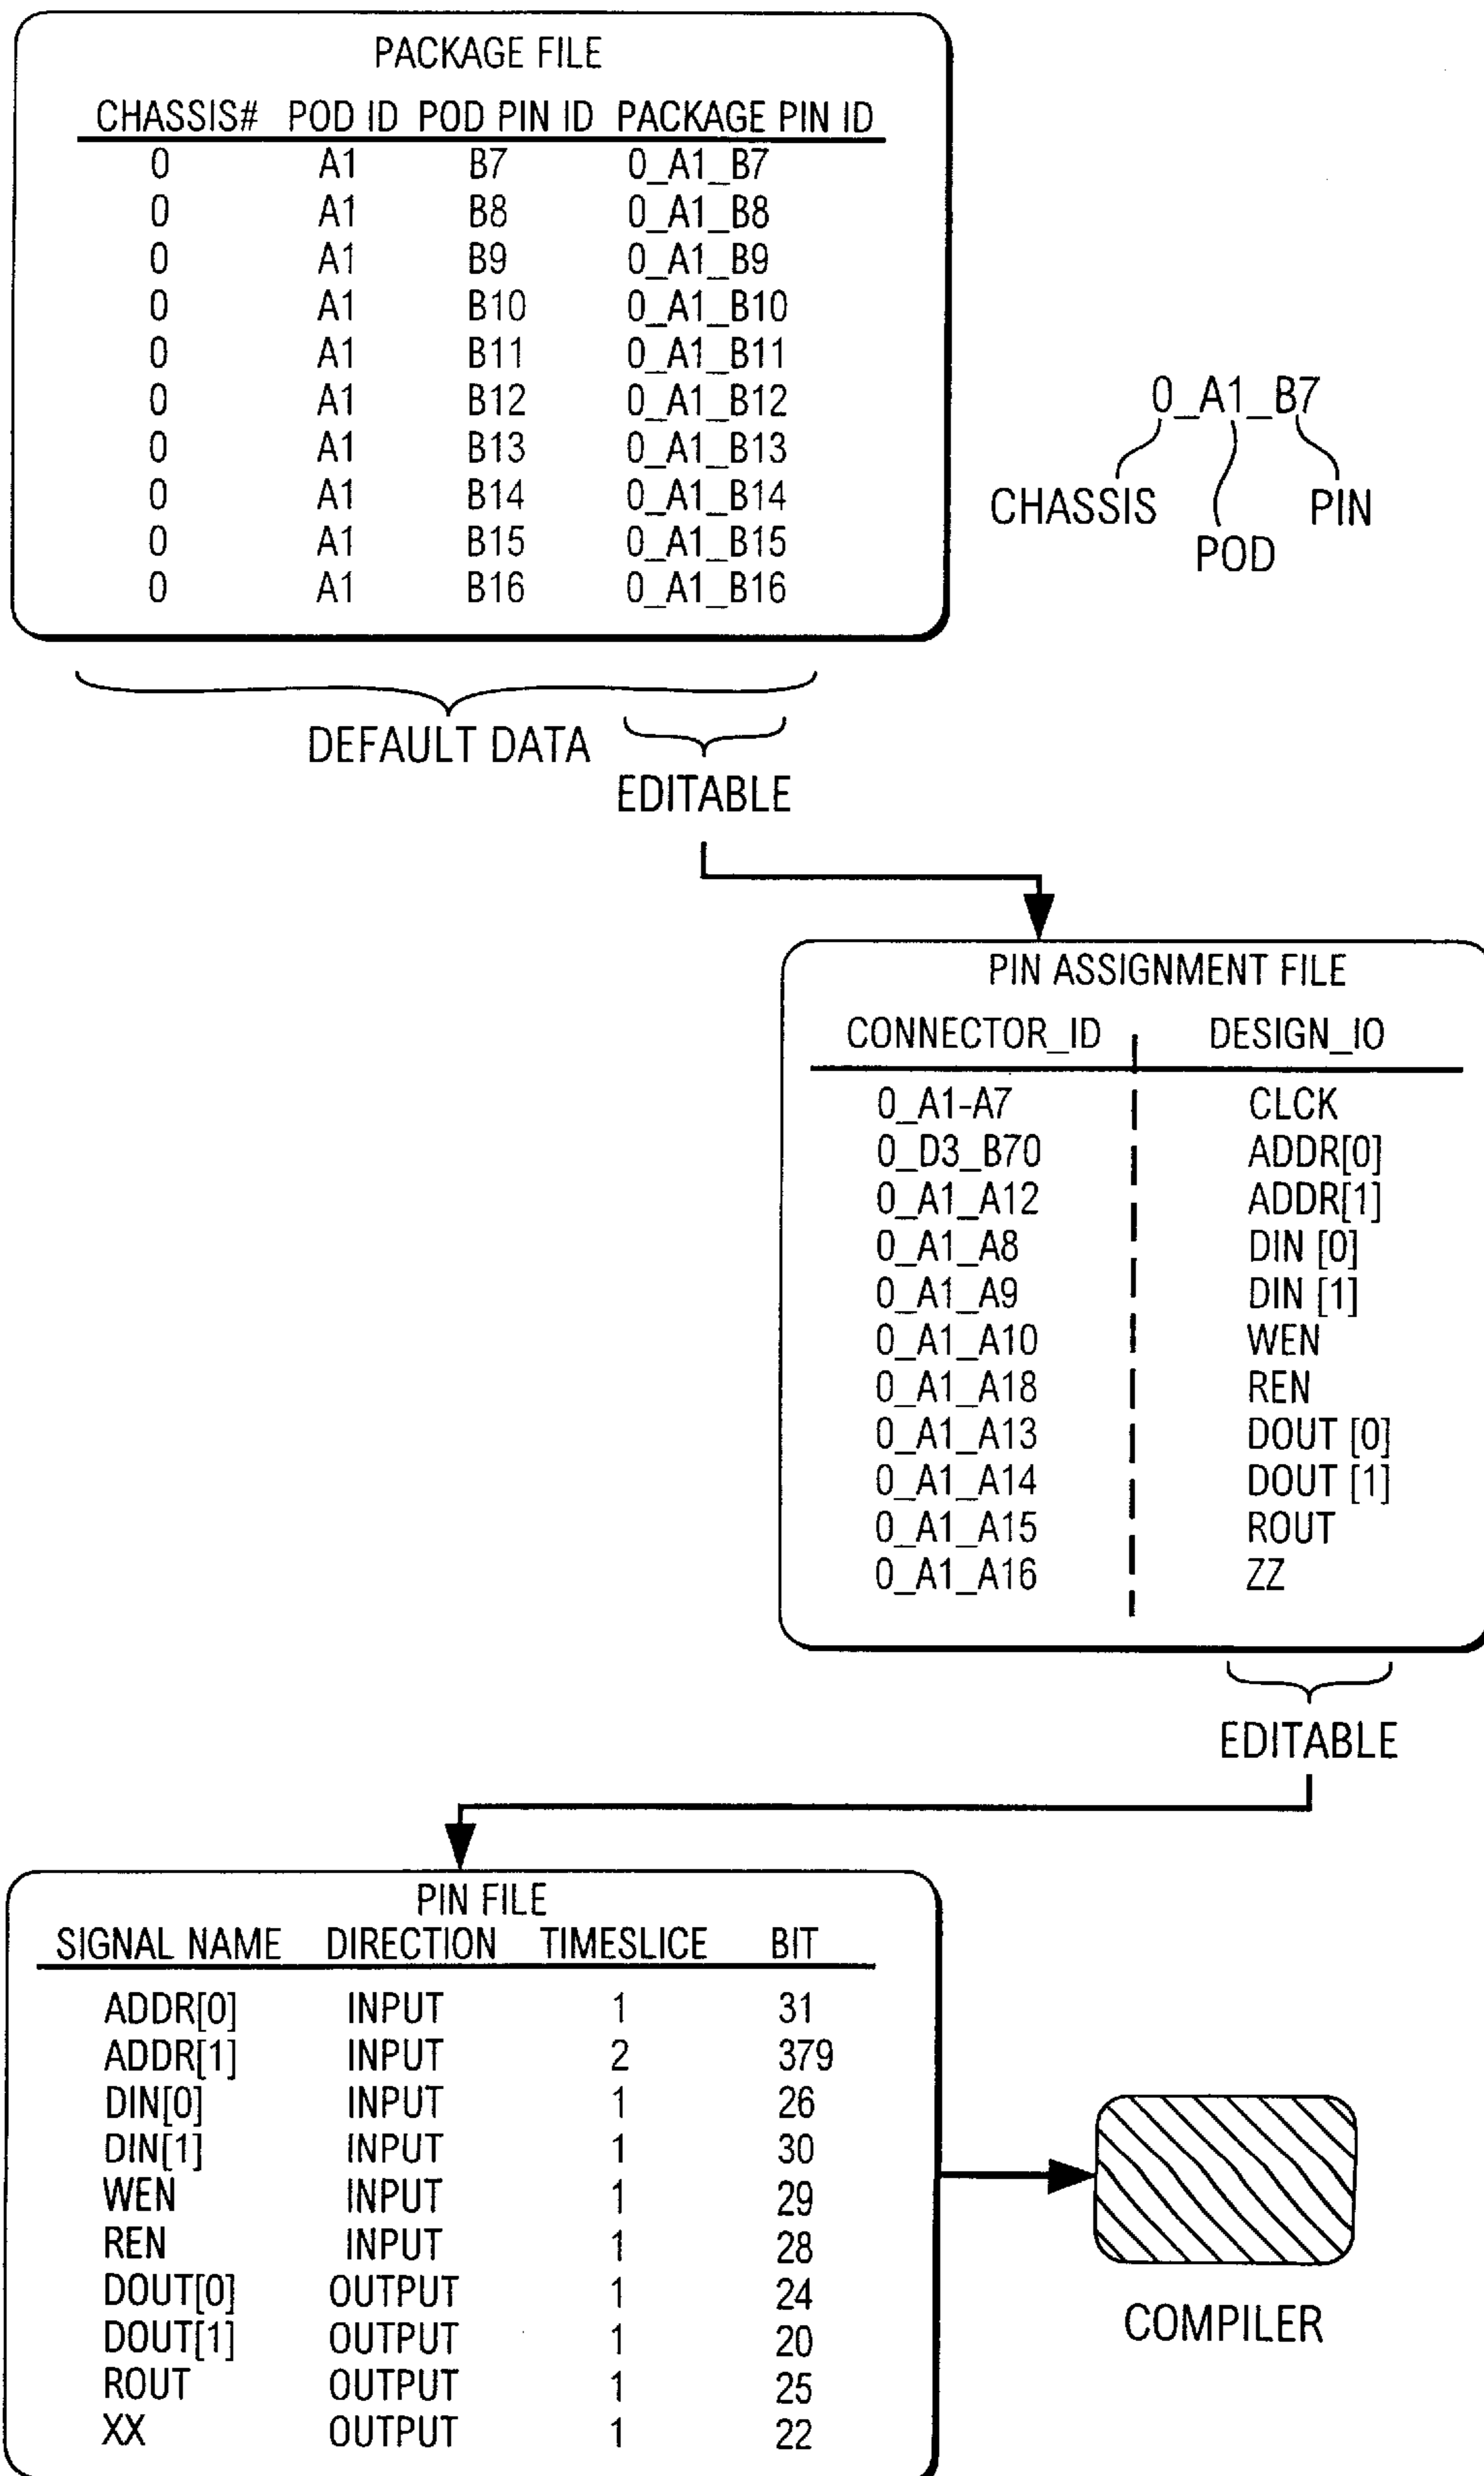 PACKAGE FILE
CHASSIS# POD ID POD PIN ID PACKAGE PIN ID
0 A1 B7 0_A1_B7
0 A1 B8 0_A1_B8
0 A1 B9 0_A1_B9
0 A1 B10 0_A1_B10
0 A1 B11 0_A1_B11
0 A1 B12 0_A1_B12
0 A1 B13 0_A1_B13
0 A1 B14 0_A1_B14
0 A1 B15 0_A1_B15
0 A1 B16 0_A1_B16
0_A1_B7
CHASSIS PIN
POD
DEFAULT DATA
EDITABLE
PIN ASSIGNMENT FILE
CONNECTOR_ID DESIGN_IO
0_A1-A7 CLCK
0_D3_B70 ADDR[0]
0_A1_A12 ADDR[1]
0_A1_A8 DIN [0]
0_A1_A9 DIN [1]
0_A1_A10 WEN
0_A1_A18 REN
0_A1_A13 DOUT [0]
0_A1_A14 DOUT [1]
0_A1_A15 ROUT
0_A1_A16 ZZ
EDITABLE
PIN FILE
SIGNAL NAME DIRECTION TIMESLICE BIT
ADDR[0] INPUT 1 31
ADDR[1] INPUT 2 379
DIN[0] INPUT 1 26
DIN[1] INPUT 1 30
WEN INPUT 1 29
REN INPUT 1 28
DOUT[0] OUTPUT 1 24
DOUT[1] OUTPUT 1 20
ROUT OUTPUT 1 25
XX OUTPUT 1 22
COMPILER